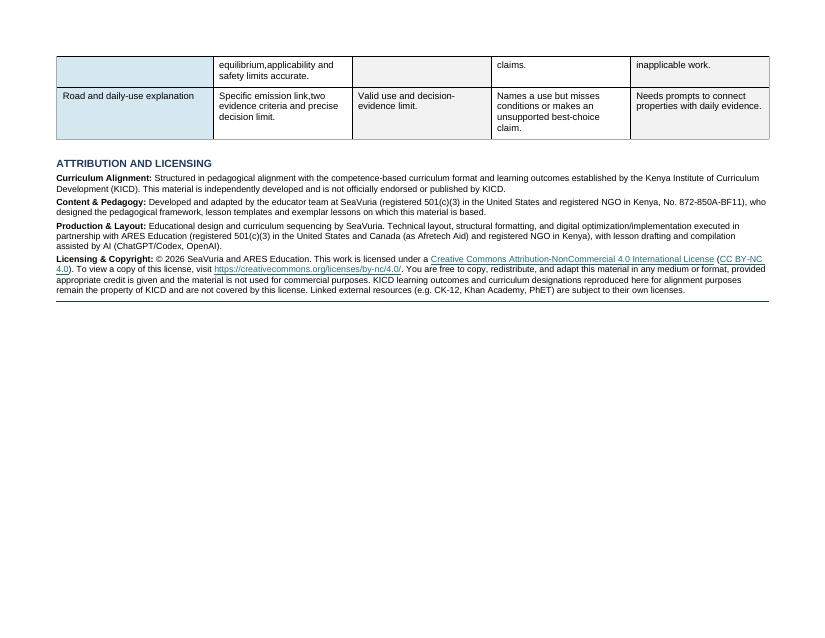 equilibrium,applicability and
safety limits accurate.
claims.
inapplicable work.
Road and daily-use explanation
Specific emission link,two
evidence criteria and precise
decision limit.
Valid use and decision-
evidence limit.
Names a use but misses
conditions or makes an
unsupported best-choice
claim.
Needs prompts to connect
properties with daily evidence.
ATTRIBUTION AND LICENSING
Curriculum Alignment: Structured in pedagogical alignment with the competence-based curriculum format and learning outcomes established by the Kenya Institute of Curriculum
Development (KICD). This material is independently developed and is not officially endorsed or published by KICD.
Content & Pedagogy: Developed and adapted by the educator team at SeaVuria (registered 501(c)(3) in the United States and registered NGO in Kenya, No. 872-850A-BF11), who
designed the pedagogical framework, lesson templates and exemplar lessons on which this material is based.
Production & Layout: Educational design and curriculum sequencing by SeaVuria. Technical layout, structural formatting, and digital optimization/implementation executed in
partnership with ARES Education (registered 501(c)(3) in the United States and Canada (as Afretech Aid) and registered NGO in Kenya), with lesson drafting and compilation
assisted by AI (ChatGPT/Codex, OpenAI).
Licensing & Copyright: © 2026 SeaVuria and ARES Education. This work is licensed under a Creative Commons Attribution-NonCommercial 4.0 International License (CC BY-NC
4.0). To view a copy of this license, visit https://creativecommons.org/licenses/by-nc/4.0/. You are free to copy, redistribute, and adapt this material in any medium or format, provided
appropriate credit is given and the material is not used for commercial purposes. KICD learning outcomes and curriculum designations reproduced here for alignment purposes
remain the property of KICD and are not covered by this license. Linked external resources (e.g. CK-12, Khan Academy, PhET) are subject to their own licenses.